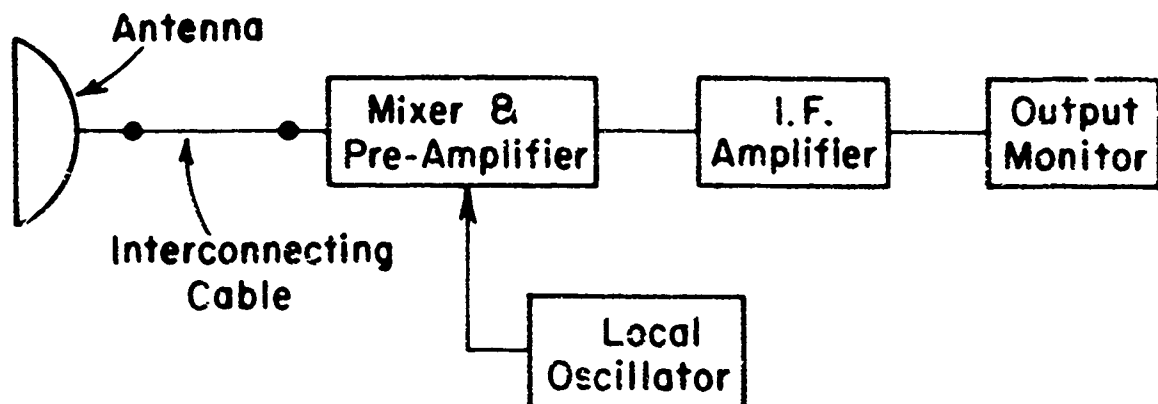 Antenna
Mixer &
Pre-Amplifier
I.F.
Amplifier
Output
Monitor
Interconnecting
Cable
Local
Oscillator